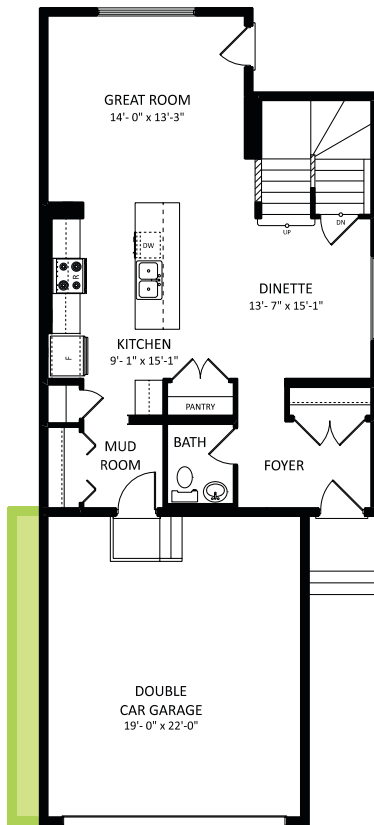 GREAT ROOM
14'- 0" x 13'-3"
DN
UP
DW
R
DINETTE
13'- 7" x 15'-1"
KITCHEN
9'- 1" x 15'-1"
F
PANTRY
MUD
ROOM
BATH
FOYER
DOUBLE
CAR GARAGE
19'- 0" x 22'-0"